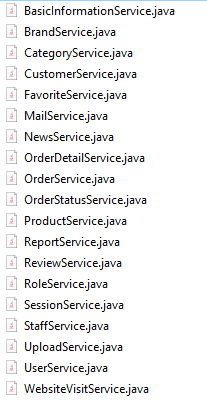 BasicInformationService.java
BrandService.java
CategoryService.java
CustomerService.java
FavoriteService.java
MailService.java
NewsService.java
OrderDetailService.java
OrderService.java
OrderStatusService.java
ProductService.java
ReportService.java
ReviewService.java
RoleService.java
SessionService.java
StaffService.java
UploadService.java
UserService.java
WebsiteVisitService.java